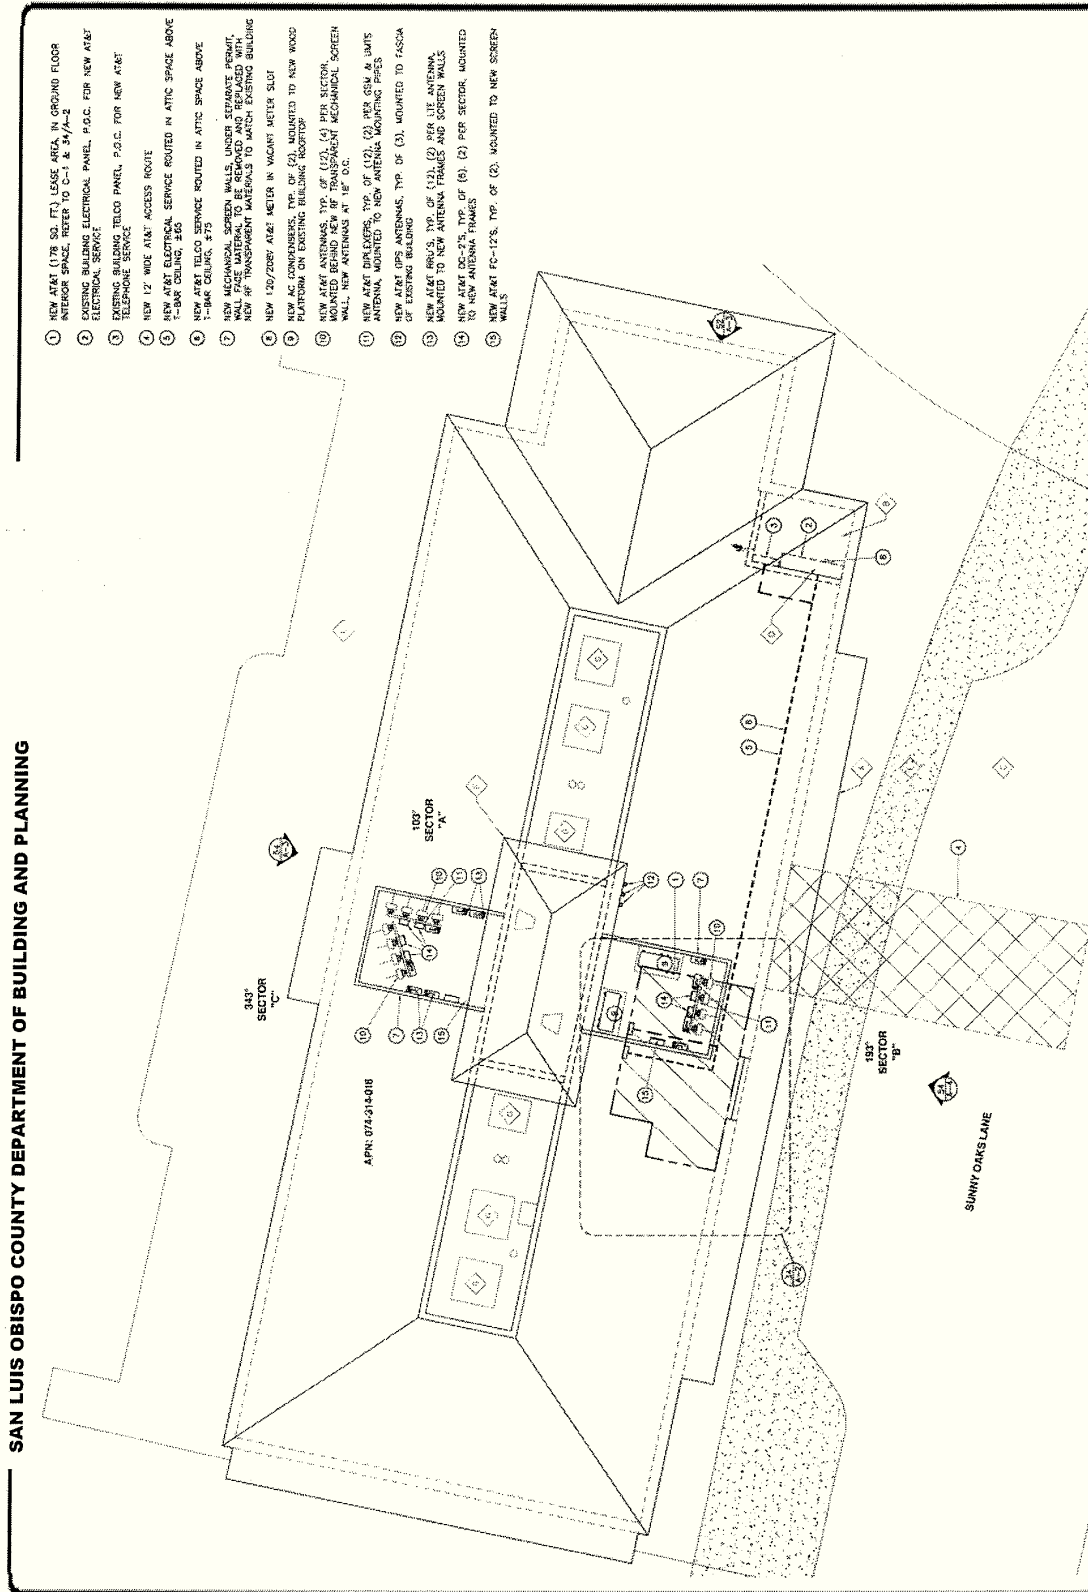 SAN LUIS OBISPO COUNTY DEPARTMENT OF BUILDING AND PLANNING
1 NEW AT&T (178 SQ. FT.) LEASE AREA IN GROUND FLOOR
INTERIOR SPACE, REFER TO C-1 & 34/A-2
2 EXISTING BUILDING ELECTRICAL PANEL, P.O.C. FOR NEW AT&T
ELECTRICAL SERVICE
3 EXISTING BUILDING TELCO PANEL, P.O.C. FOR NEW AT&T
TELEPHONE SERVICE
4 NEW 12' WIDE AT&T ACCESS ROUTE
5 NEW AT&T ELECTRICAL SERVICE ROUTED IN ATTIC SPACE ABOVE
T-BAR CEILING, ±65
6 NEW AT&T TELCO SERVICE ROUTED IN ATTIC SPACE ABOVE
T-BAR CEILING, ±75
7 NEW MECHANICAL SCREEN WALLS, UNDER SEPARATE PERMIT,
WALL FACE MATERIAL TO BE REMOVED AND REPLACED WITH
NEW RF TRANSPARENT MATERIALS TO MATCH EXISTING BUILDING
8 NEW 120/208V AT&T METER IN VACANT METER SLOT
9 NEW AC CONDENSERS, TYP. OF (2), MOUNTED TO NEW WOOD
PLATFORM ON EXISTING BUILDING ROOFTOP
10 NEW AT&T ANTENNAS, TYP. OF (12), (4) PER SECTOR,
MOUNTED BEHIND NEW RF TRANSPARENT MECHANICAL SCREEN
WALL, NEW ANTENNAS AT 18" O.C.
11 NEW AT&T DIPLEXERS, TYP. OF (12), (2) PER GSM & UMTS
ANTENNA, MOUNTED TO NEW ANTENNA MOUNTING PIPES
12 NEW AT&T GPS ANTENNAS, TYP. OF (3), MOUNTED TO FASCIA
OF EXISTING BUILDING
13 NEW AT&T RRU'S, TYP. OF (12), (2) PER LTE ANTENNA,
MOUNTED TO NEW ANTENNA FRAMES AND SCREEN WALLS
14 NEW AT&T DC-2'S, TYP. OF (6), (2) PER SECTOR, MOUNTED
TO NEW ANTENNA FRAMES
15 NEW AT&T FC-12'S, TYP. OF (2), MOUNTED TO NEW SCREEN
WALLS
343°
SECTOR
"C"
103°
SECTOR
"A"
APN: 074-314-018
193°
SECTOR
"B"
SUNNY OAKS LANE